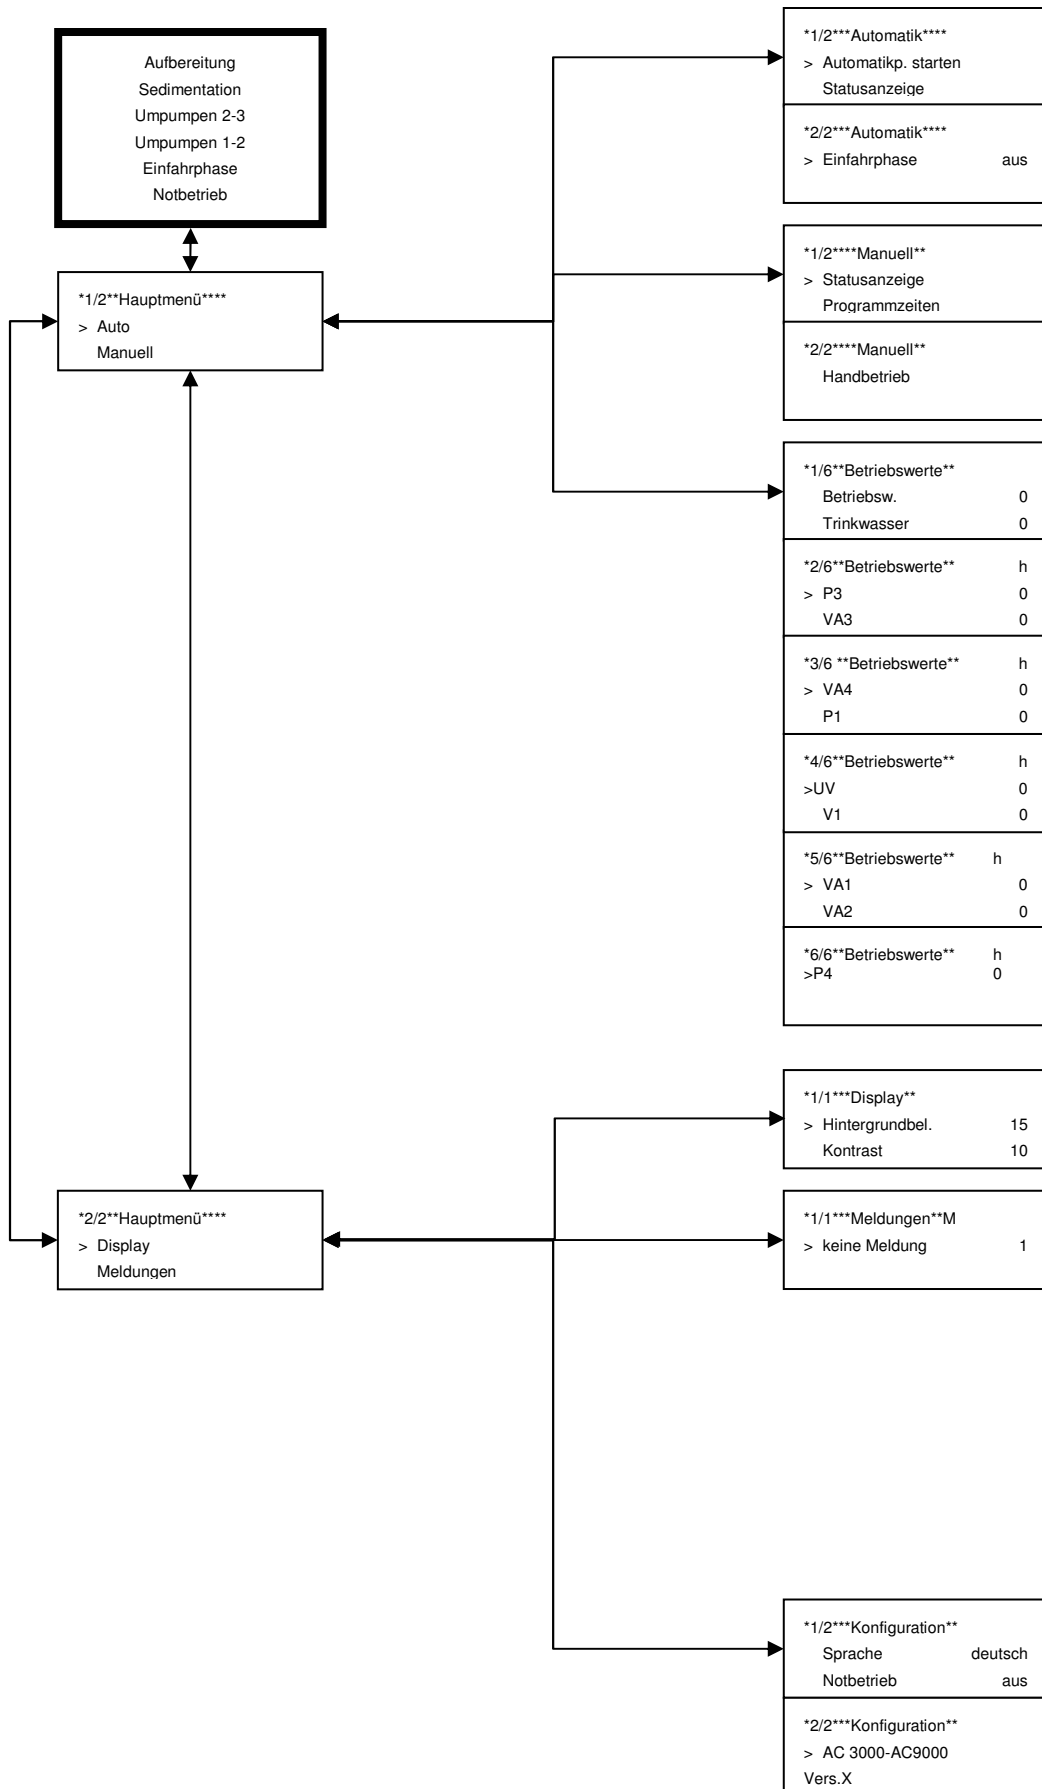 Aufbereitung
Sedimentation
Umpumpen 2-3
Umpumpen 1-2
Einfahrphase
Notbetrieb
*1/2**Hauptmenü****
> Auto
Manuell
*2/2**Hauptmenü****
> Display
Meldungen
*1/2***Automatik****
> Automatikp. starten
Statusanzeige
*2/2***Automatik****
> Einfahrphase aus
*1/2****Manuell**
> Statusanzeige
Programmzeiten
*2/2****Manuell**
Handbetrieb
*1/6**Betriebswerte**
Betriebsw. 0
Trinkwasser 0
*2/6**Betriebswerte** h
> P3 0
VA3 0
*3/6 **Betriebswerte** h
> VA4 0
P1 0
*4/6**Betriebswerte** h
>UV 0
V1 0
*5/6**Betriebswerte** h
> VA1 0
VA2 0
*6/6**Betriebswerte** h
>P4 0
*1/1***Display**
> Hintergrundbel. 15
Kontrast 10
*1/1***Meldungen**M
> keine Meldung 1
*1/2***Konfiguration**
Sprache deutsch
Notbetrieb aus
*2/2***Konfiguration**
> AC 3000-AC9000
Vers.X